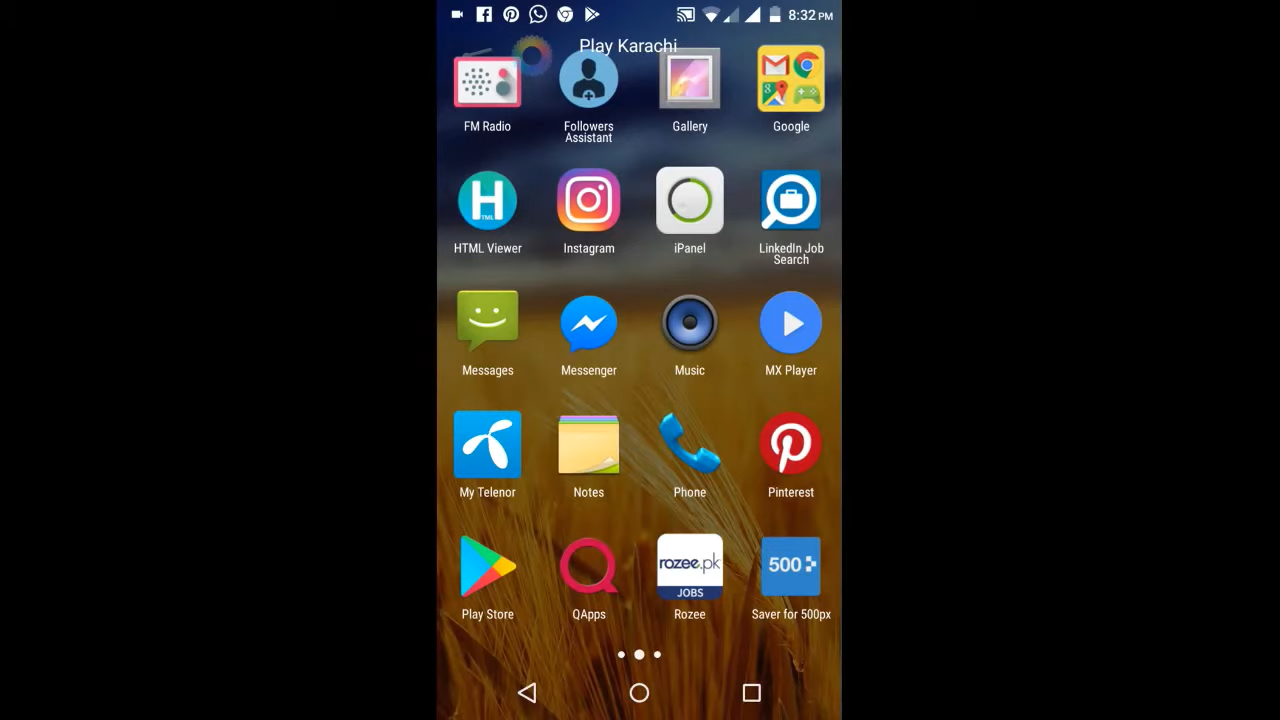 8:32 PM
Play Karachi
FM Radio
Followers
Assistant
Gallery
Google
HTML Viewer
Instagram
iPanel
LinkedIn Job
Search
Messages
Messenger
Music
MX Player
My Telenor
Notes
Phone
Pinterest
Play Store
QApps
rozee.pk
JOBS
Rozee
500
Saver for 500px
H
HTML